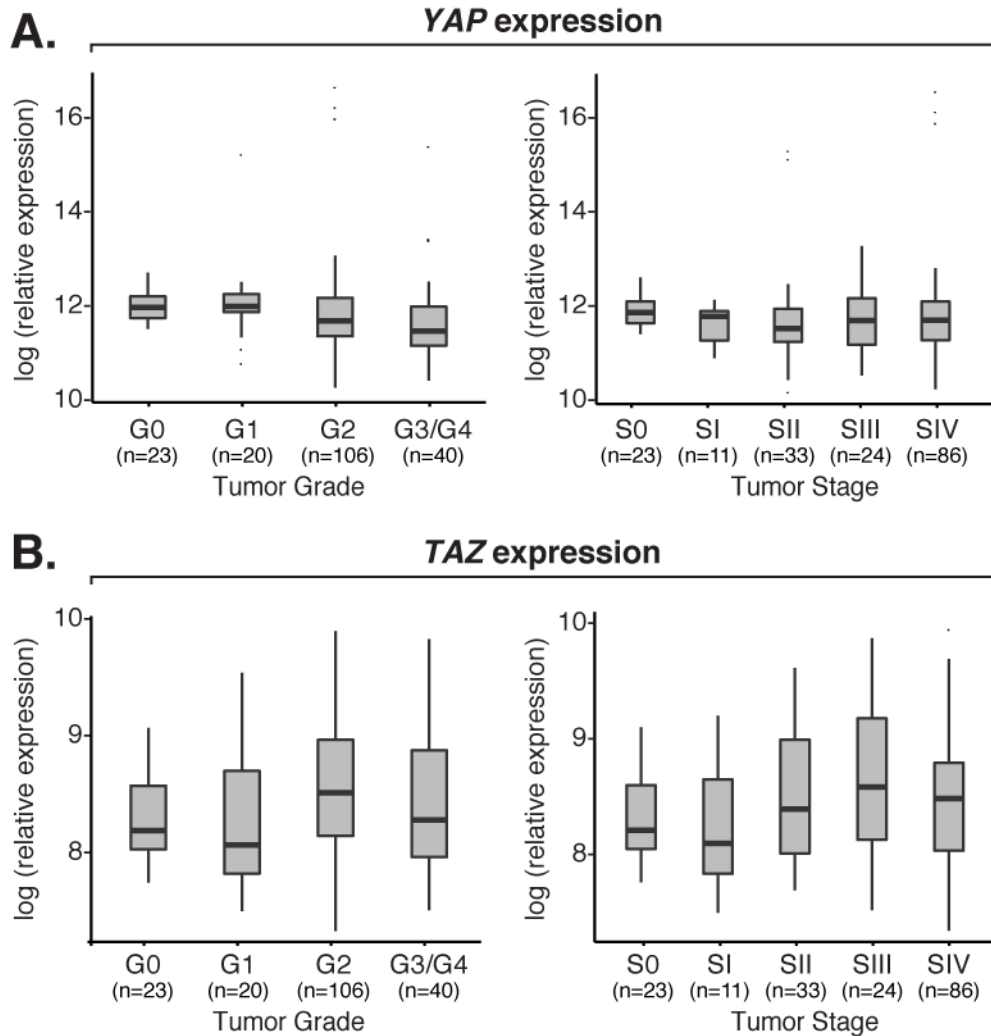 A.
YAP expression
log (relative expression)
16
14
12
10
G0 G1 G2 G3/G4
(n=23) (n=20) (n=106) (n=40)
Tumor Grade
log (relative expression)
16
14
12
10
S0 SI SII SIII SIV
(n=23) (n=11) (n=33) (n=24) (n=86)
Tumor Stage
B.
TAZ expression
log (relative expression)
10
9
8
G0 G1 G2 G3/G4
(n=23) (n=20) (n=106) (n=40)
Tumor Grade
log (relative expression)
10
9
8
S0 SI SII SIII SIV
(n=23) (n=11) (n=33) (n=24) (n=86)
Tumor Stage